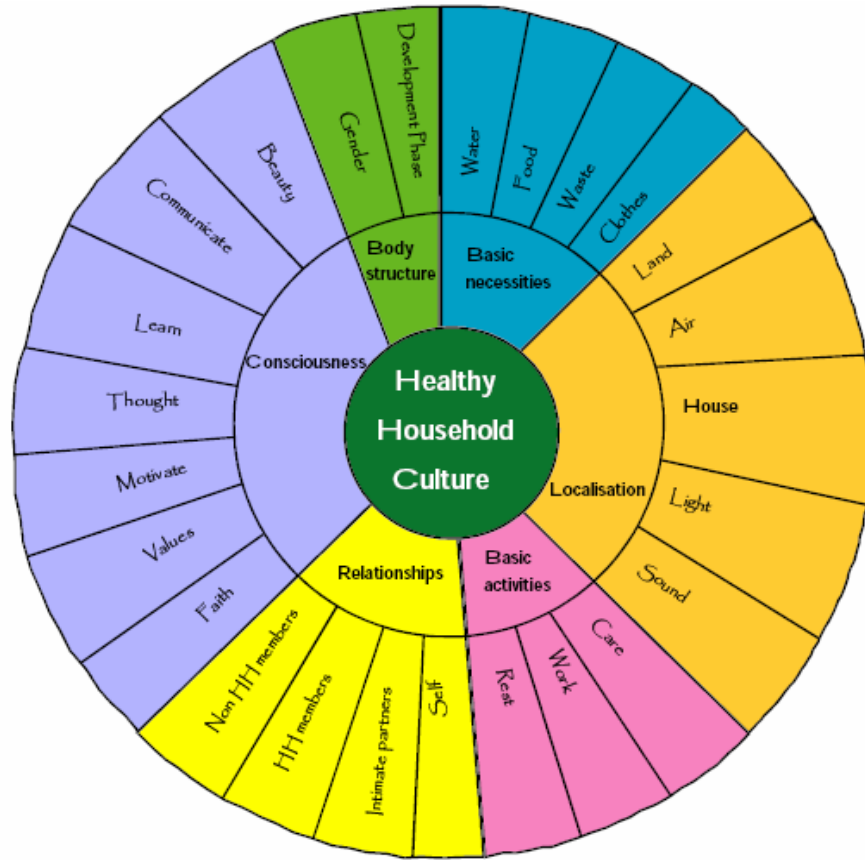 Healthy
Household
Culture
Body
structure
Gender
Development Phase
Basic
necessities
Water
Food
Waste
Clothes
Localisation
Land
Air
House
Light
Sound
Basic
activities
Care
Work
Rest
Relationships
Self
Intimate partners
HH members
Non HH members
Consciousness
Faith
Values
Motivate
Thought
Learn
Communicate
Beauty